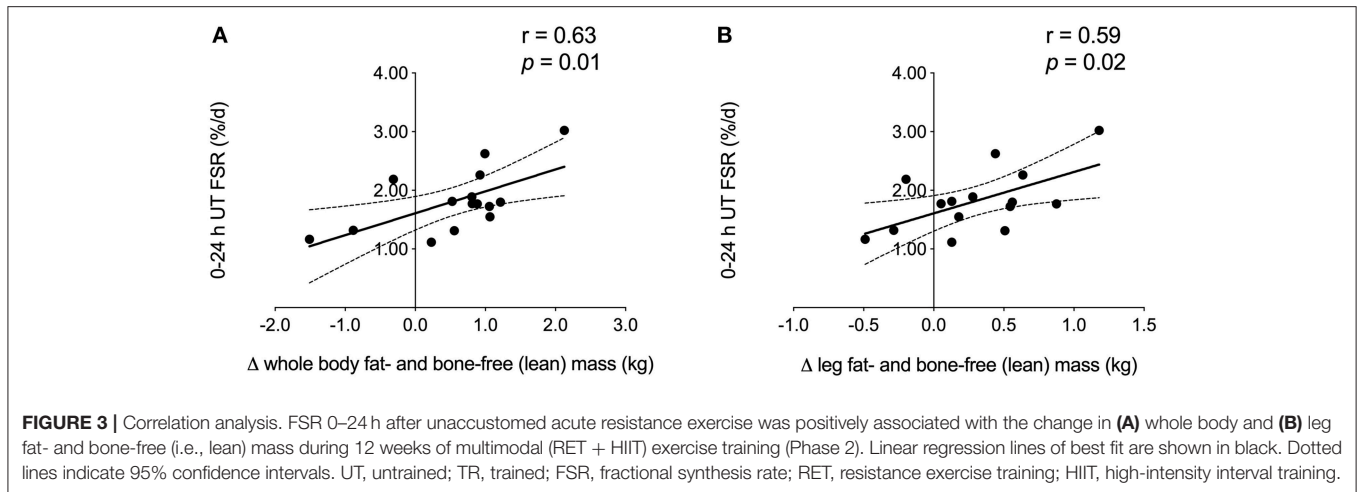 A
r = 0.63
p = 0.01
0-24 h UT FSR (%/d)
4.00
3.00
2.00
1.00
-2.0 -1.0 0.0 1.0 2.0 3.0
Δ whole body fat- and bone-free (lean) mass (kg)
B
r = 0.59
p = 0.02
0-24 h UT FSR (%/d)
4.00
3.00
2.00
1.00
-1.0 -0.5 0.0 0.5 1.0 1.5
Δ leg fat- and bone-free (lean) mass (kg)
FIGURE 3 | Correlation analysis. FSR 0–24 h after unaccustomed acute resistance exercise was positively associated with the change in (A) whole body and (B) leg
fat- and bone-free (i.e., lean) mass during 12 weeks of multimodal (RET + HIIT) exercise training (Phase 2). Linear regression lines of best fit are shown in black. Dotted
lines indicate 95% confidence intervals. UT, untrained; TR, trained; FSR, fractional synthesis rate; RET, resistance exercise training; HIIT, high-intensity interval training.